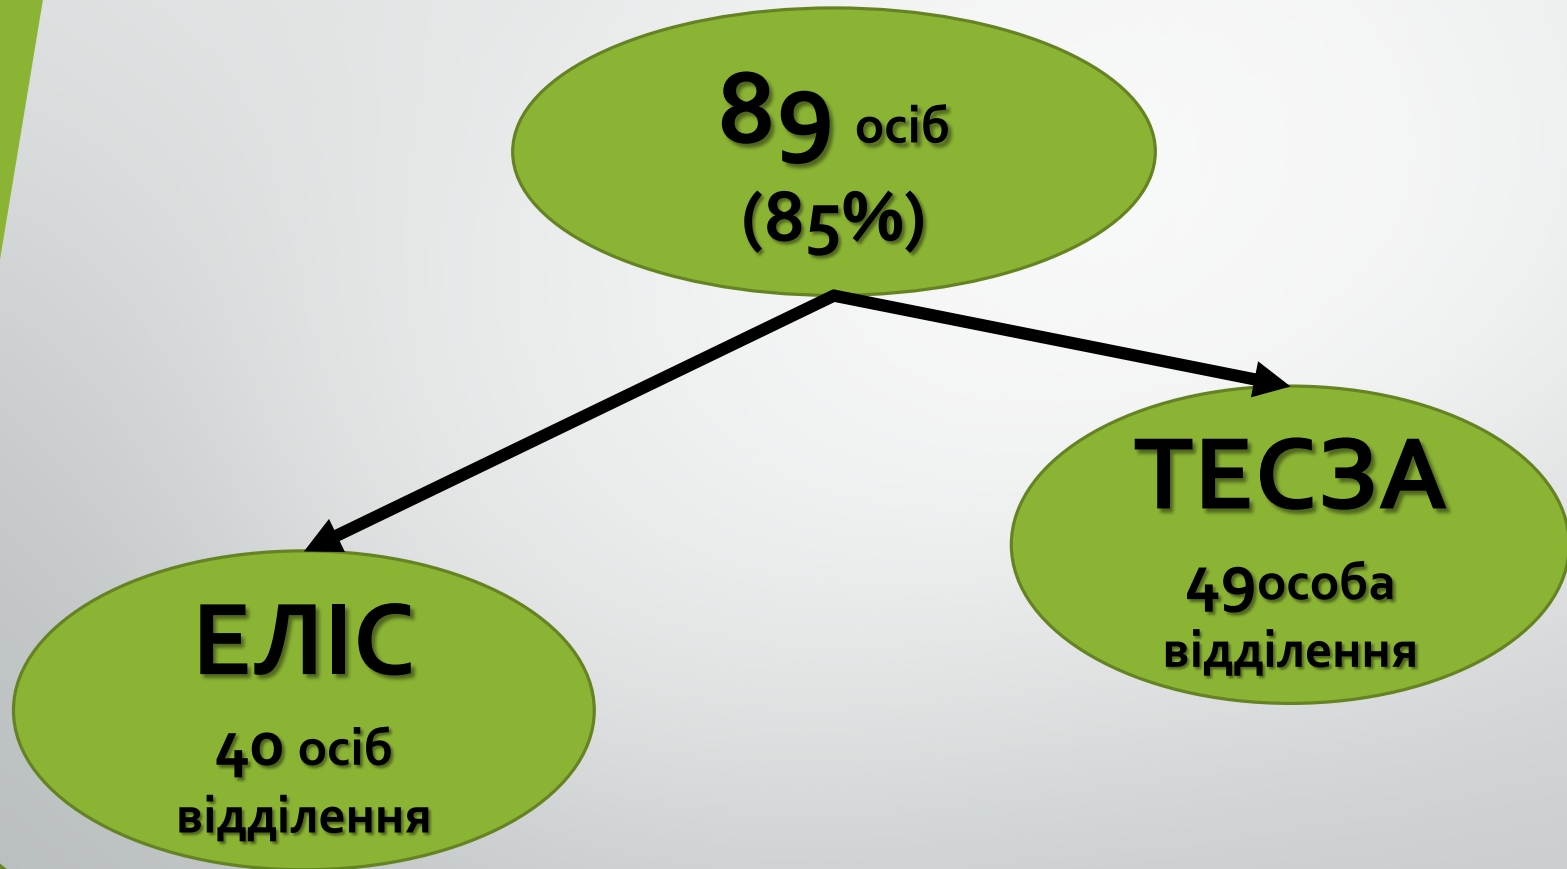 89 осіб
(85%)
ТЕСЗА
49особа
відділення
ЕЛІС
40 осіб
відділення